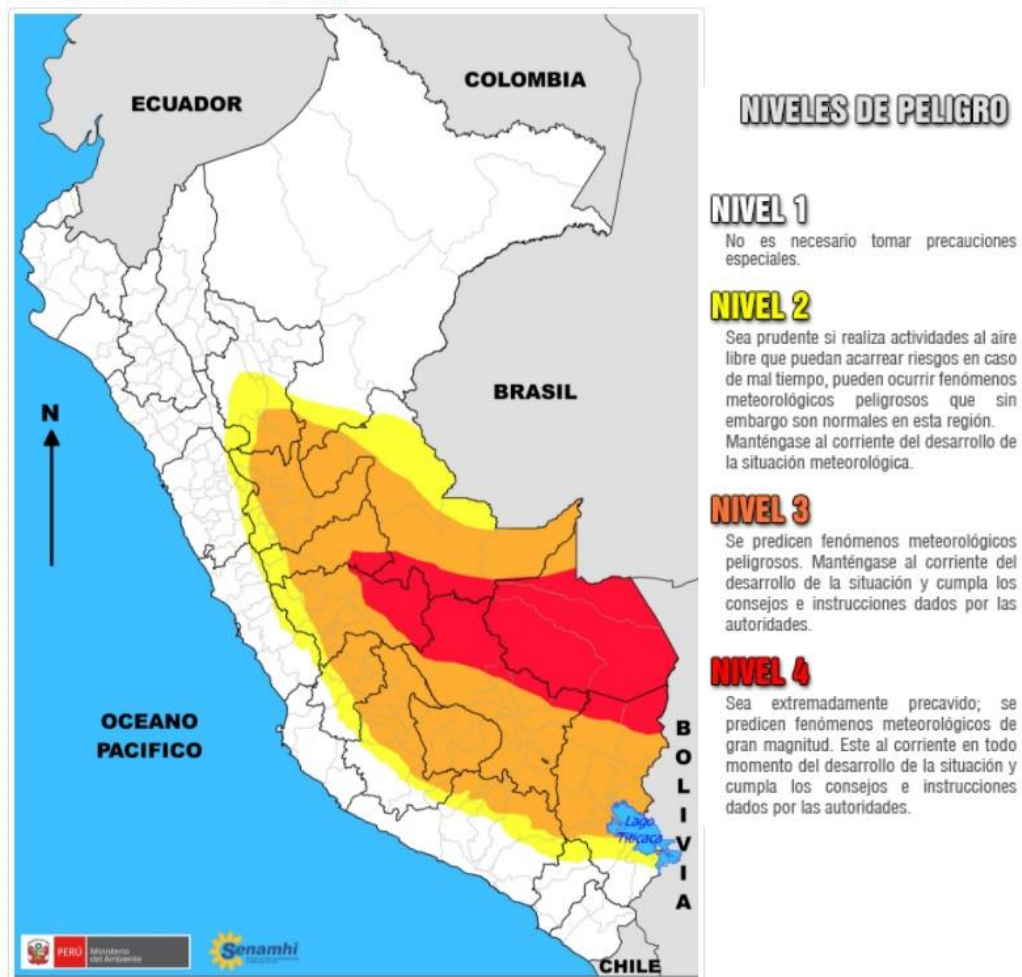 ECUADOR
COLOMBIA
BRASIL
N
OCEANO
PACIFICO
BOLIVIA
Lago
Titicaca
CHILE
PERÚ
Ministerio
del Ambiente
Senamhi
NIVELES DE PELIGRO
NIVEL 1
No es necesario tomar precauciones
especiales.
NIVEL 2
Sea prudente si realiza actividades al aire
libre que puedan acarrear riesgos en caso
de mal tiempo, pueden ocurrir fenómenos
meteorológicos peligrosos que sin
embargo son normales en esta región.
Manténgase al corriente del desarrollo de
la situación meteorológica.
NIVEL 3
Se predicen fenómenos meteorológicos
peligrosos. Manténgase al corriente del
desarrollo de la situación y cumpla los
consejos e instrucciones dados por las
autoridades.
NIVEL 4
Sea extremadamente precavido; se
predicen fenómenos meteorológicos de
gran magnitud. Este al corriente en todo
momento del desarrollo de la situación y
cumpla los consejos e instrucciones
dados por las autoridades.